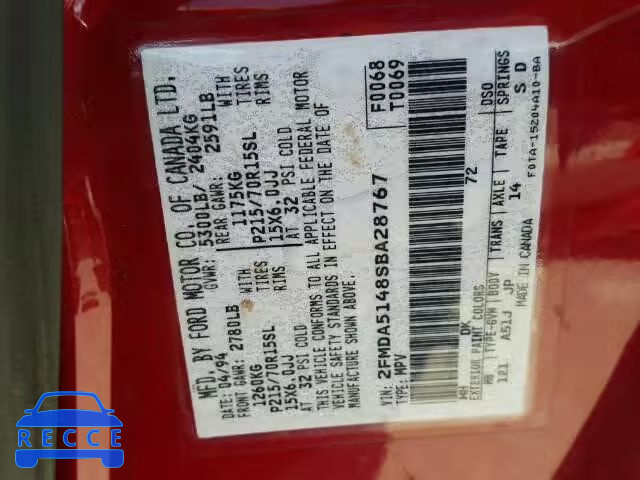 MFD. BY FORD MOTOR CO. OF CANADA LTD.
DATE: 04/94 GVWR: 5300LB/ 2404KG
FRONT GAWR: 2780LB REAR GAWR: 2591LB
1260KG WITH 1175KG WITH
P215/70R15SL TIRES P215/70R15SL TIRES
15X6.0JJ RIMS 15X6.0JJ RIMS
AT 32 PSI COLD AT 32 PSI COLD
THIS VEHICLE CONFORMS TO ALL APPLICABLE FEDERAL MOTOR
VEHICLE SAFETY STANDARDS IN EFFECT ON THE DATE OF
MANUFACTURE SHOWN ABOVE.
F0068
T0069
VIN: 2FMDA5148SBA28767
TYPE: MPV
WH DK 72
EXTERIOR PAINT COLORS DSO
WB TYPE-GVW BODY TRANS AXLE TAPE SPRINGS
121 A51J JP 14 S D
MADE IN CANADA
F0TA-15204A10-BA
RECCE